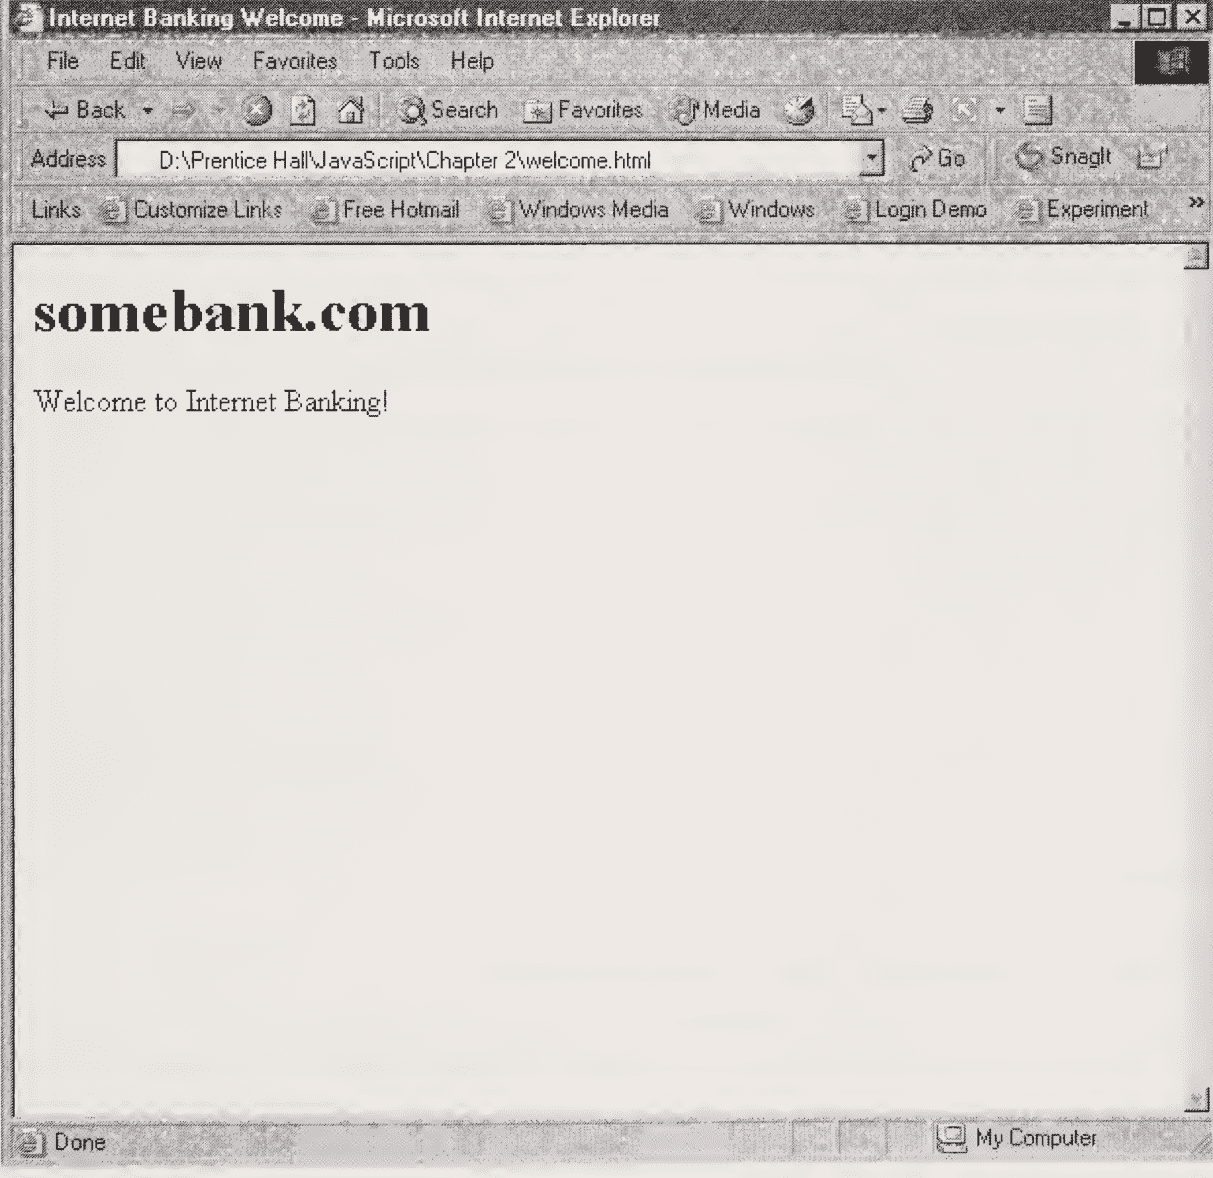 Internet Banking Welcome - Microsoft Internet Explorer
File Edit View Favorites Tools Help
Back Search Favorites Media
Address D:\Prentice Hall\JavaScript\Chapter 2\welcome.html Go SnagIt
Links Customize Links Free Hotmail Windows Media Windows Login Demo Experiment »
somebank.com
Welcome to Internet Banking!
Done My Computer